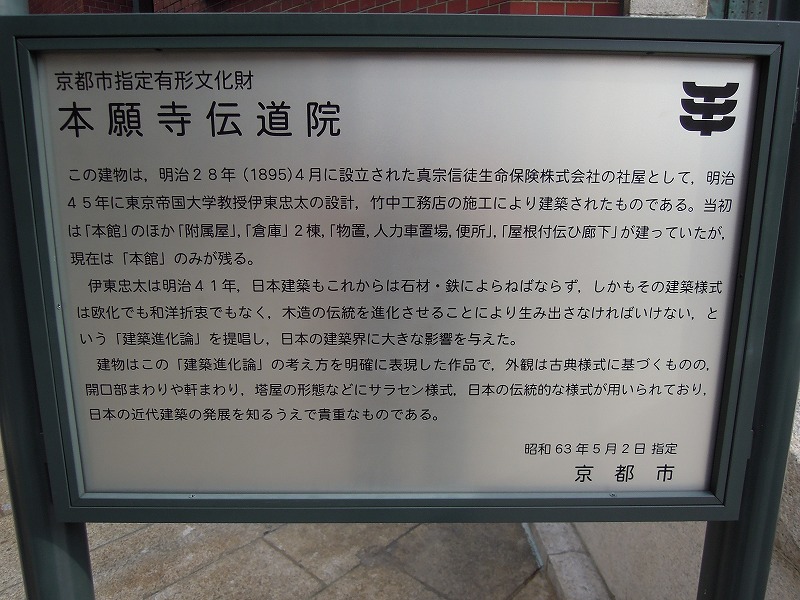 京都市指定有形文化財
本願寺伝道院
この建物は，明治２８年（1895）４月に設立された真宗信徒生命保険株式会社の社屋として，明治
４５年に東京帝国大学教授伊東忠太の設計，竹中工務店の施工により建築されたものである。当初
は「本館」のほか「附属屋」，「倉庫」２棟，「物置，人力車置場，便所」，「屋根付伝ひ廊下」が建っていたが，
現在は「本館」のみが残る。
伊東忠太は明治４１年，日本建築もこれからは石材・鉄によらねばならず，しかもその建築様式
は欧化でも和洋折衷でもなく，木造の伝統を進化させることにより生み出さなければいけない，と
いう「建築進化論」を提唱し，日本の建築界に大きな影響を与えた。
建物はこの「建築進化論」の考え方を明確に表現した作品で，外観は古典様式に基づくものの，
開口部まわりや軒まわり，塔屋の形態などにサラセン様式，日本の伝統的な様式が用いられており，
日本の近代建築の発展を知るうえで貴重なものである。
昭和 63 年 5 月 2 日 指定
京都市